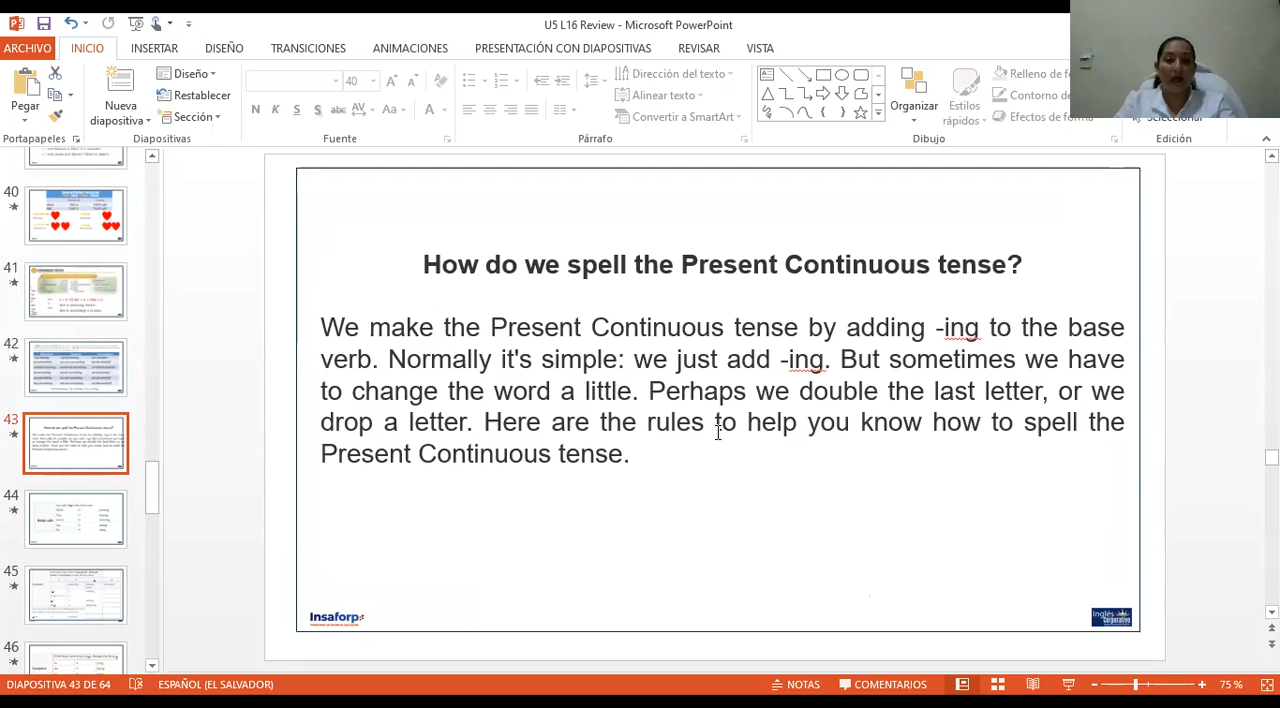 U5 L16 Review - Microsoft PowerPoint
ARCHIVO INICIO INSERTAR DISEÑO TRANSICIONES ANIMACIONES PRESENTACIÓN CON DIAPOSITIVAS REVISAR VISTA
Pegar
Portapapeles
Nueva
diapositiva
Diseño
Restablecer
Sección
Diapositivas
40
N K S S abc AV Aa A
Fuente
Dirección del texto
Alinear texto
Convertir a SmartArt
Párrafo
Organizar
Estilos
rápidos
Relleno de
Contorno de
Efectos de forma
Dibujo
Seleccionar
Edición
40
41
42
43
44
45
46
How do we spell the Present Continuous tense?
We make the Present Continuous tense by adding -ing to the base
verb. Normally it's simple: we just add -ing. But sometimes we have
to change the word a little. Perhaps we double the last letter, or we
drop a letter. Here are the rules to help you know how to spell the
Present Continuous tense.
Insaforp
Inglés
Corporativo
DIAPOSITIVA 43 DE 64 ESPAÑOL (EL SALVADOR) NOTAS COMENTARIOS 75 %